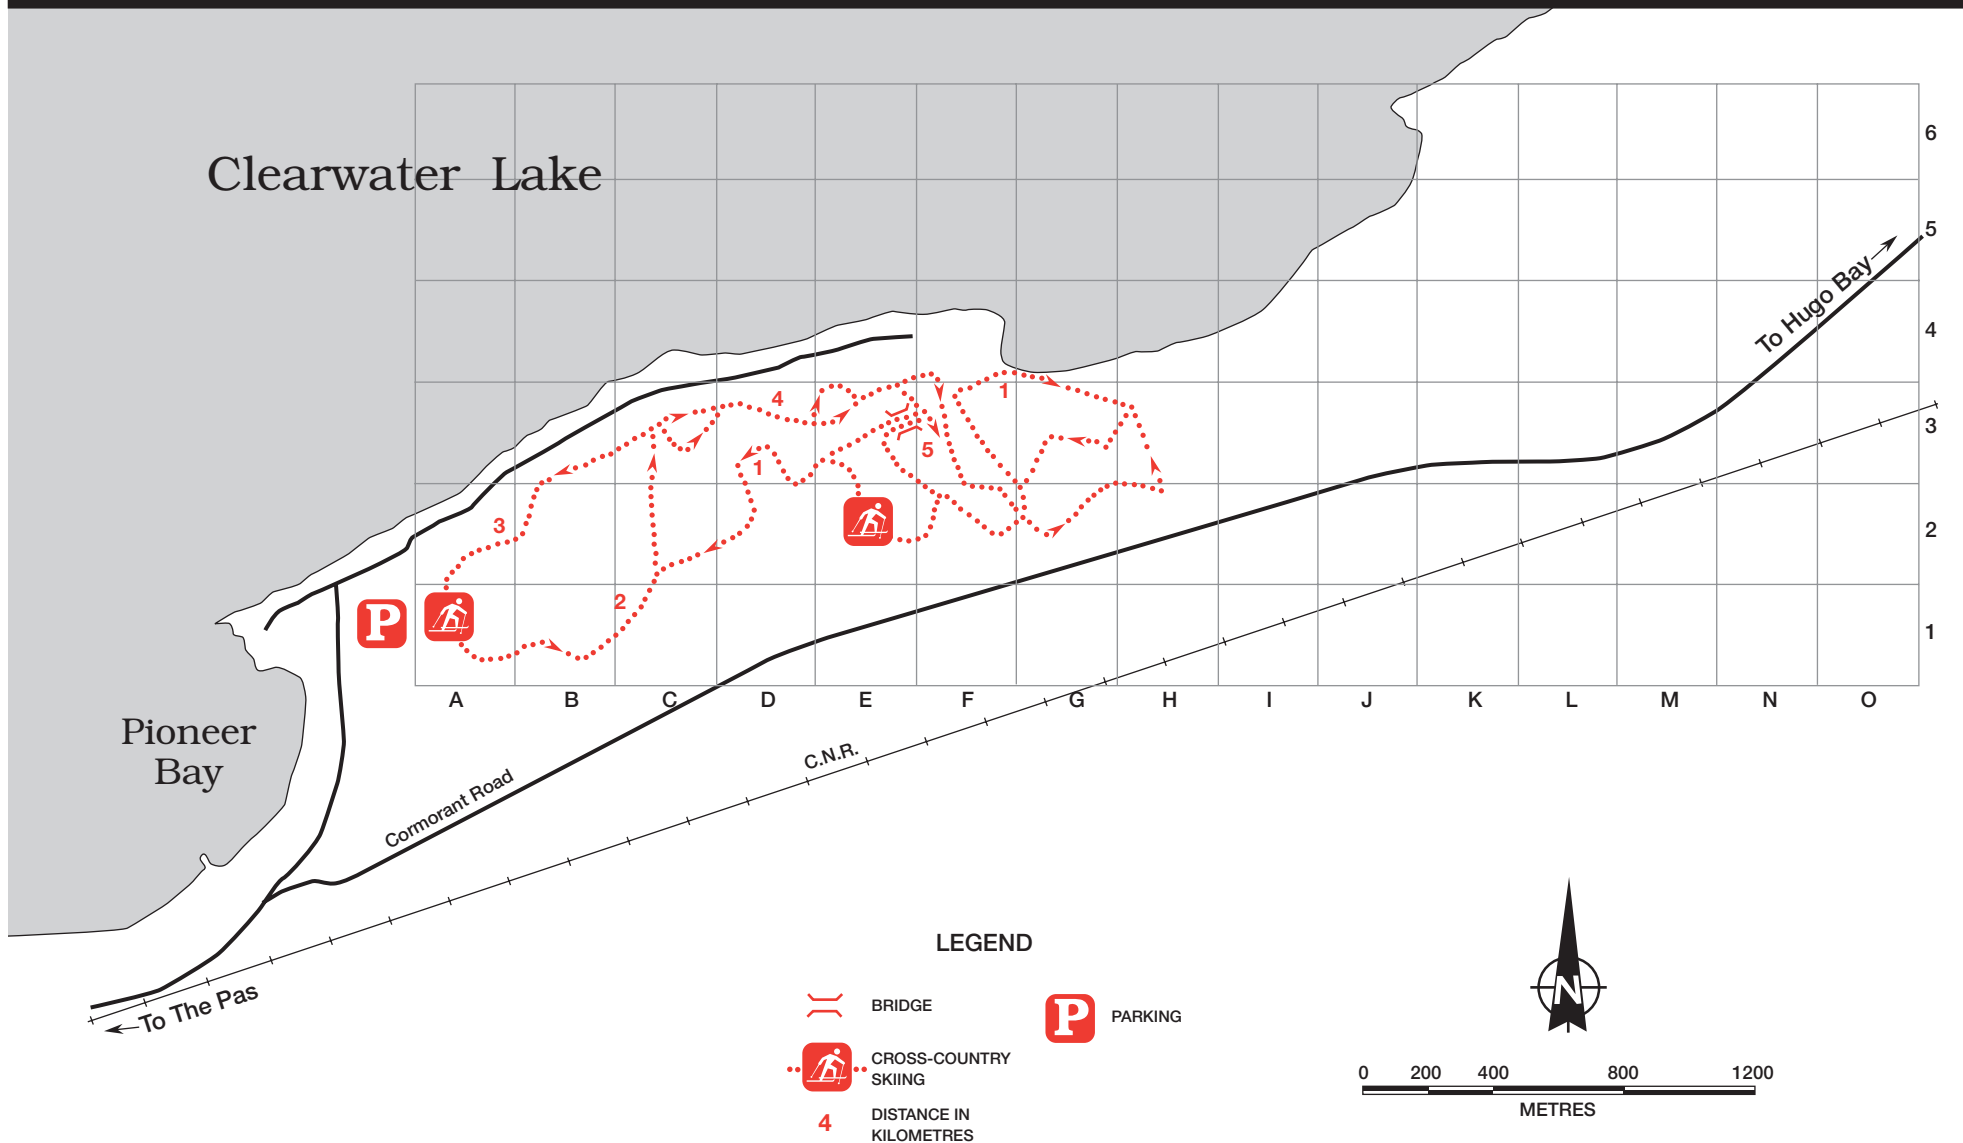 6
Clearwater Lake
5
To Hugo Bay
4
1
4
3
5
1
3
2
2
P
1
A B C D E F G H I J K L M N O
Pioneer
Bay
C.N.R.
Cormorant Road
LEGEND
To The Pas
BRIDGE
P PARKING
N
CROSS-COUNTRY
SKIING
0 200 400 800 1200
METRES
4 DISTANCE IN
KILOMETRES